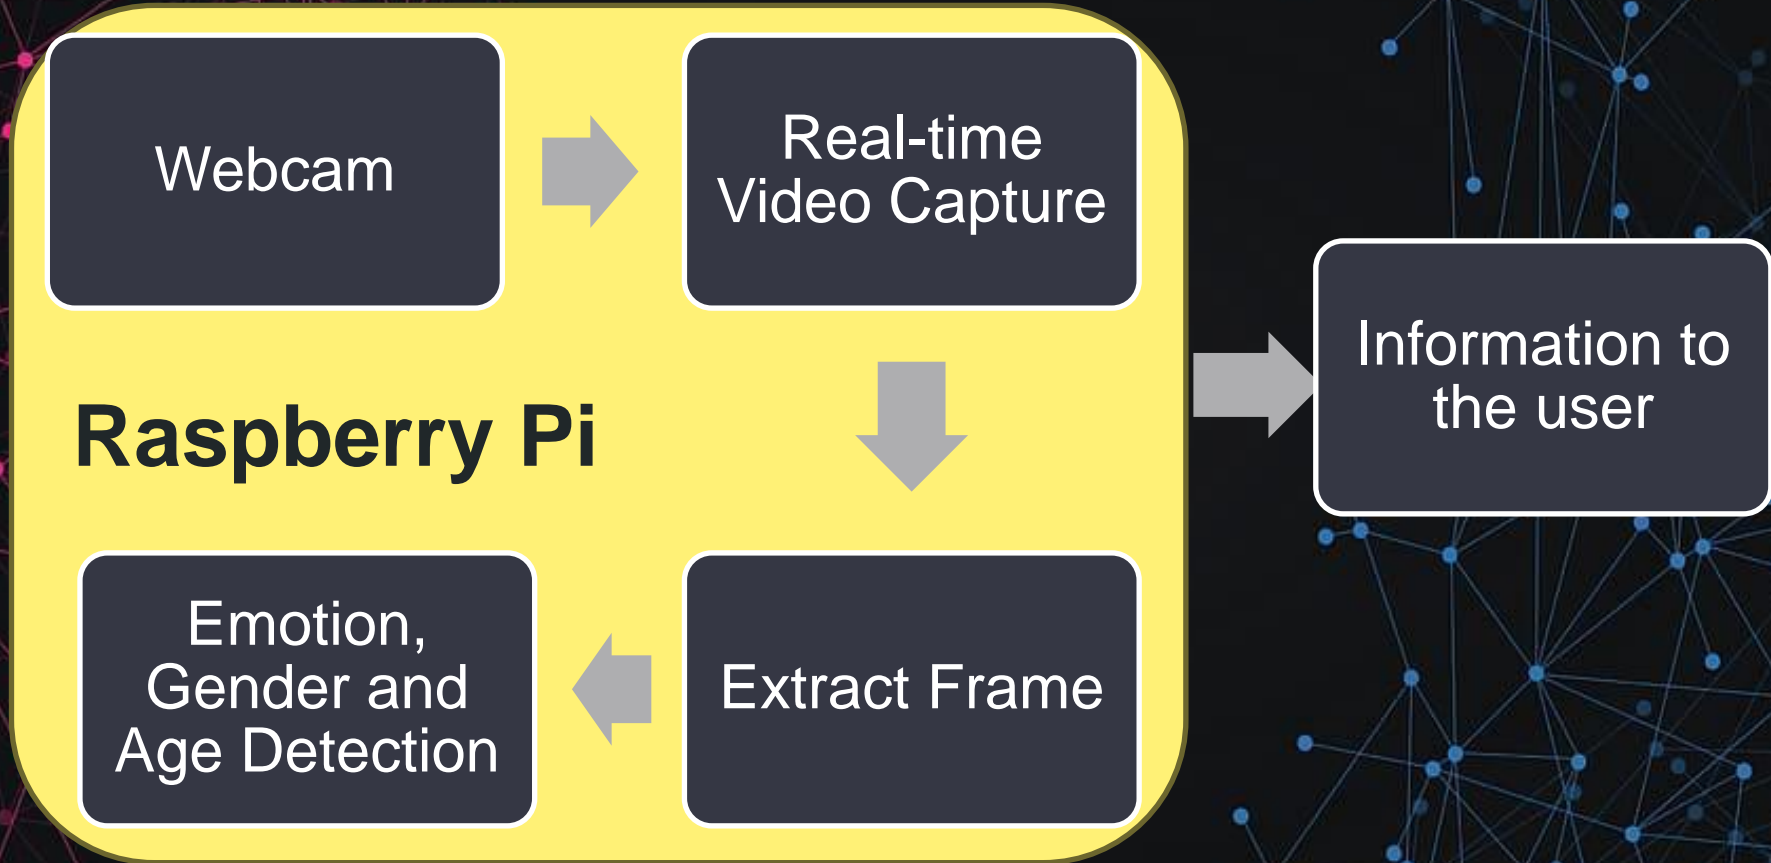 Webcam
Real-time
Video Capture
Information to
the user
Raspberry Pi
Emotion,
Gender and
Age Detection
Extract Frame